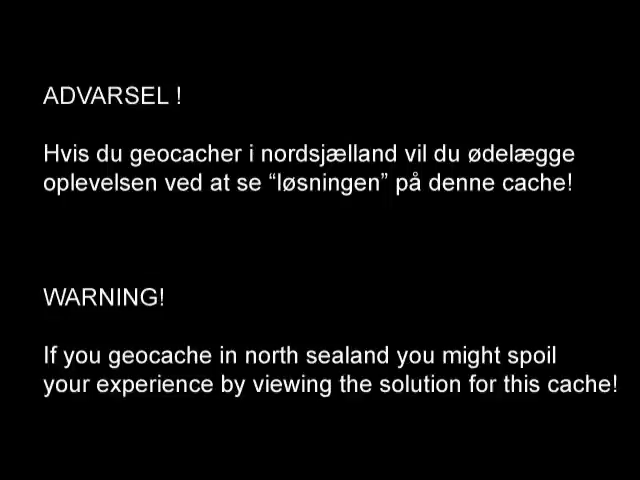 ADVARSEL !
Hvis du geocacher i nordsjælland vil du ødelægge
oplevelsen ved at se “løsningen” på denne cache!
WARNING!
If you geocache in north sealand you might spoil
your experience by viewing the solution for this cache!